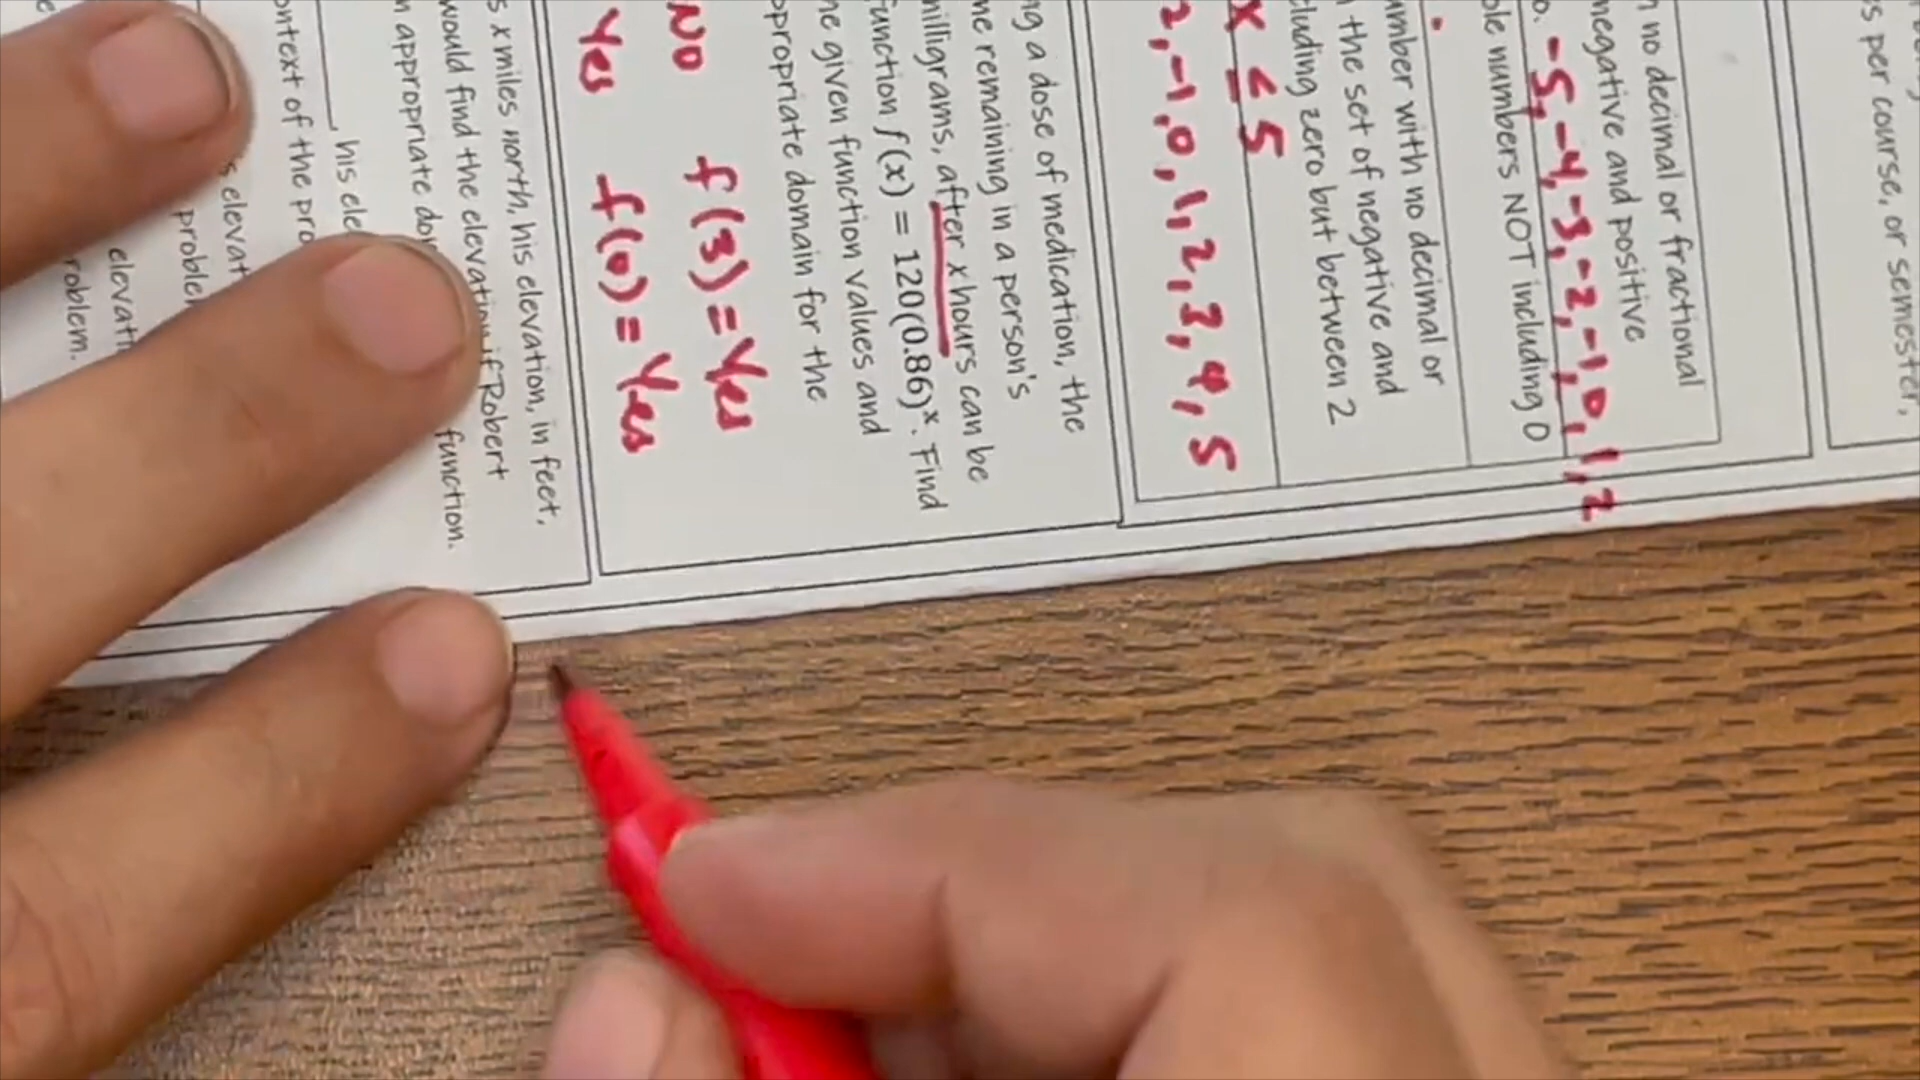 s per course, or semester,
no decimal or fractional
negative and positive
o. -5,-4,-3,-2,-1,0,1,2
ble numbers NOT including 0
umber with no decimal or
the set of negative and
cluding zero but between 2
x ≤ 5
2,-1,0,1,2,3,4,5
ng a dose of medication, the
me remaining in a person's
milligrams, after x hours can be
function f(x) = 120(0.86)^x. Find
he given function values and
propriate domain for the
NO f(3)=Yes
Yes f(0)=Yes
s x miles north, his elevation, in feet,
would find the elevation if Robert
n appropriate do function.
, his ele
ontext of the pro
s elevat
proble
elevati
roblem.